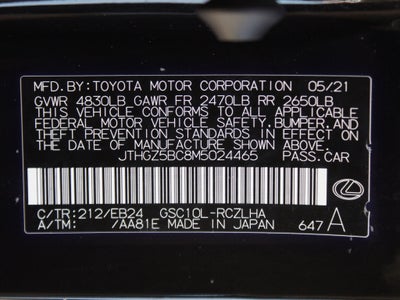 MFD. BY: TOYOTA MOTOR CORPORATION 05/21
GVWR 4830LB GAWR FR 2470LB RR 2650LB
THIS VEHICLE CONFORMS TO ALL APPLICABLE
FEDERAL MOTOR VEHICLE SAFETY, BUMPER, AND
THEFT PREVENTION STANDARDS IN EFFECT ON
THE DATE OF MANUFACTURE SHOWN ABOVE.
JTHGZ5BC8M5024465 PASS.CAR
C/TR:212/EB24 GSC10L-RCZLHA
A/TM: /AA81E MADE IN JAPAN 647 A